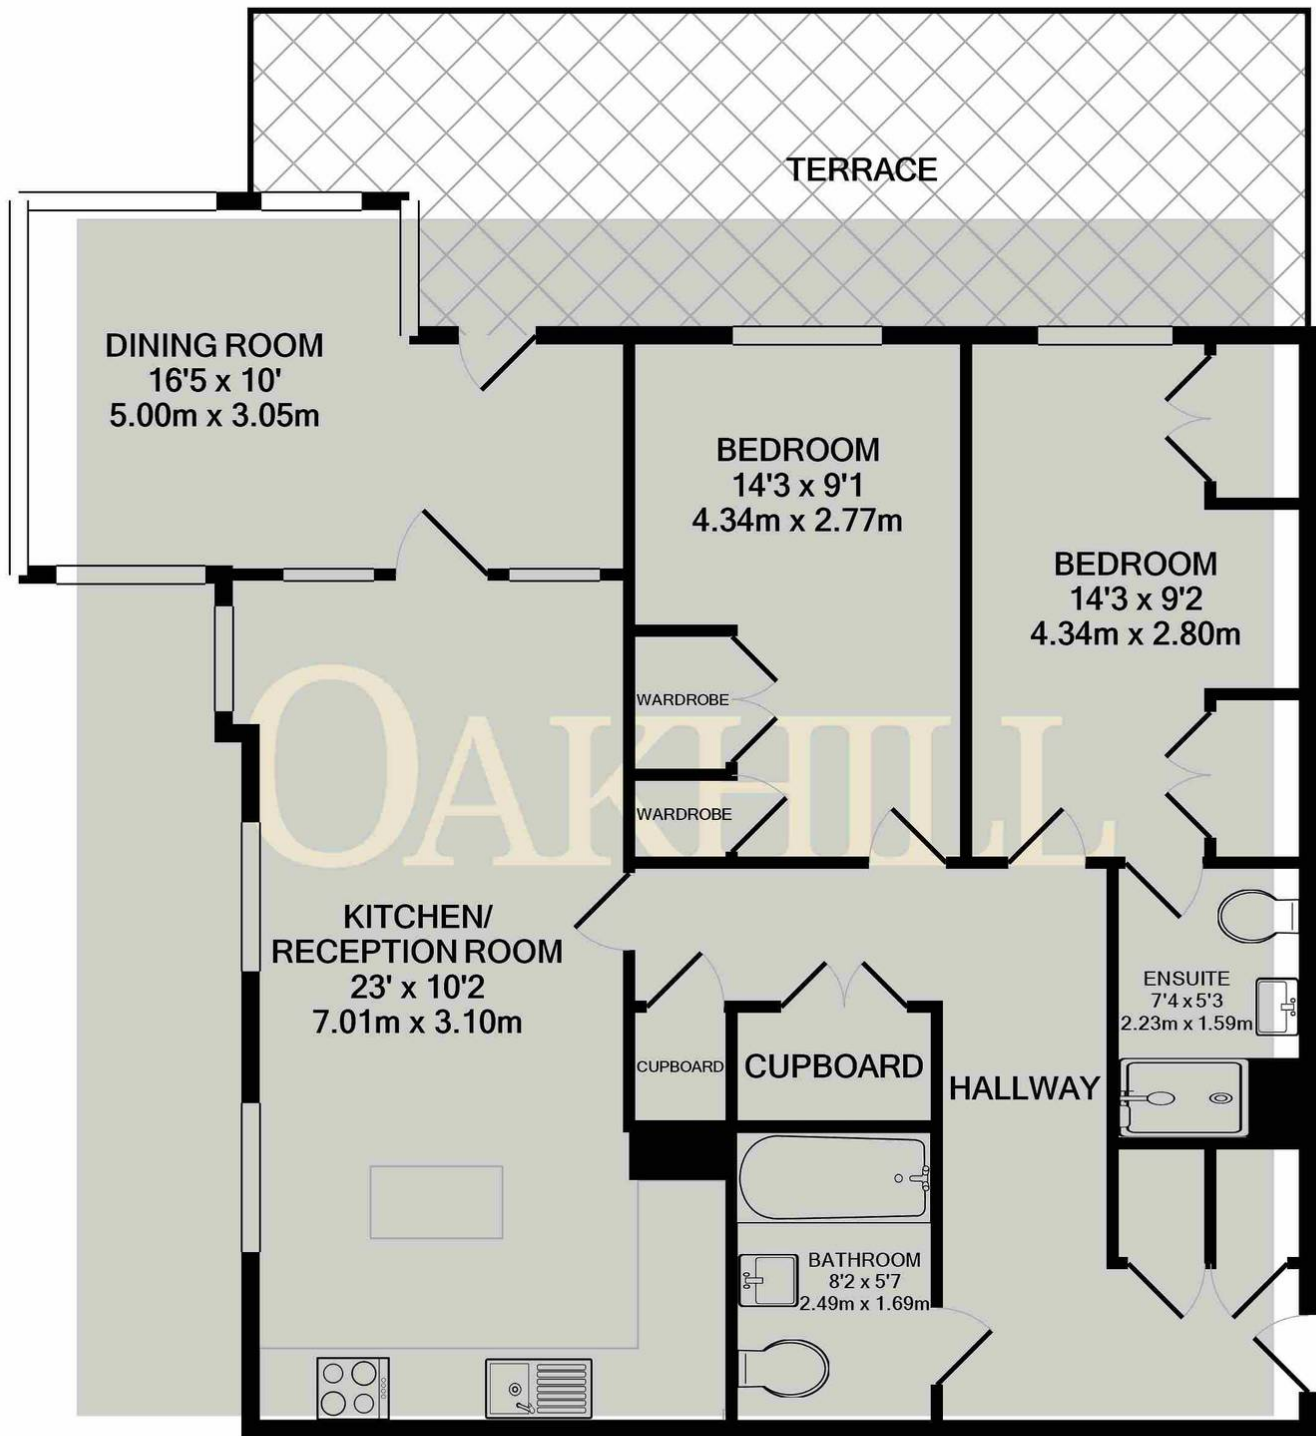 TERRACE
DINING ROOM
16'5 x 10'
5.00m x 3.05m
BEDROOM
14'3 x 9'1
4.34m x 2.77m
BEDROOM
14'3 x 9'2
4.34m x 2.80m
WARDROBE
WARDROBE
OAKHILL
KITCHEN/
RECEPTION ROOM
23' x 10'2
7.01m x 3.10m
ENSUITE
7'4 x 5'3
2.23m x 1.59m
CUPBOARD
CUPBOARD
HALLWAY
BATHROOM
8'2 x 5'7
2.49m x 1.69m